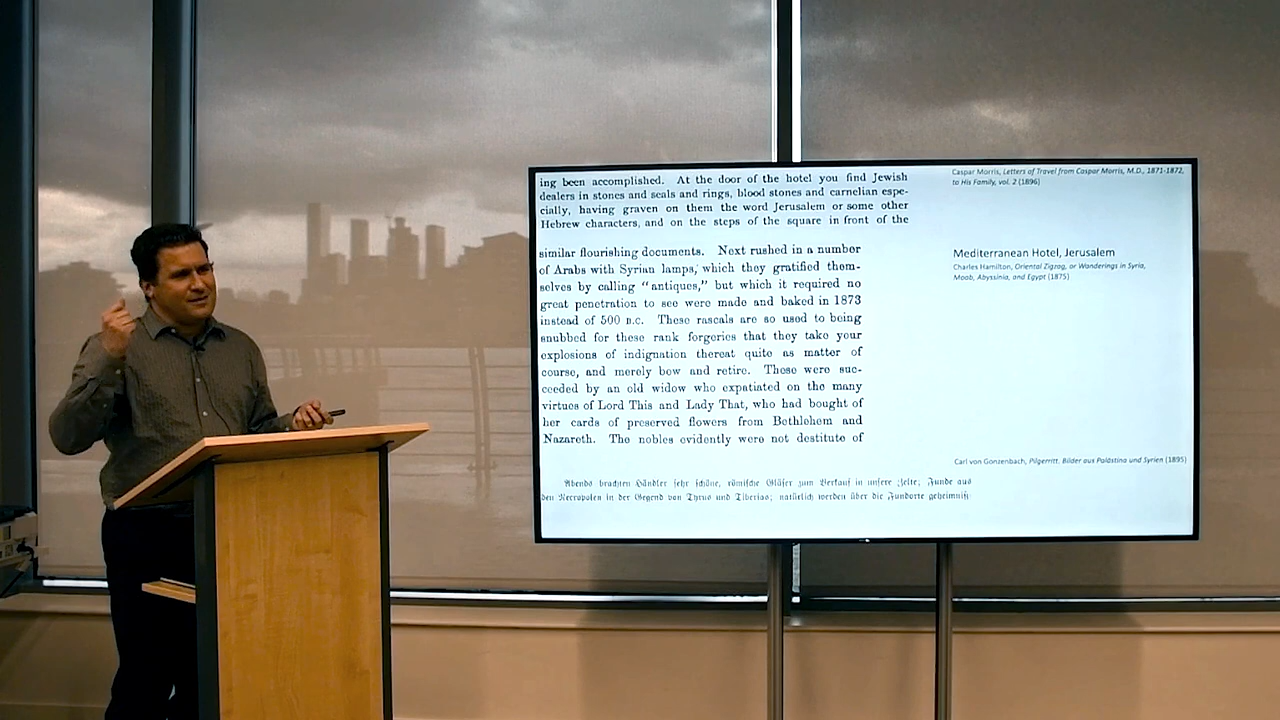 ing been accomplished. At the door of the hotel you find Jewish
dealers in stones and seals and rings, blood stones and carnelian espe-
cially, having graven on them the word Jerusalem or some other
Hebrew characters, and on the steps of the square in front of the
Caspar Morris, Letters of Travel from Caspar Morris, M.D., 1871-1872,
to His Family, vol. 2 (1896)
similar flourishing documents. Next rushed in a number
of Arabs with Syrian lamps, which they gratified them-
selves by calling "antiques," but which it required no
great penetration to see were made and baked in 1873
instead of 500 B.C. These rascals are so used to being
snubbed for these rank forgeries that they take your
explosions of indignation thereat quite as matter of
course, and merely bow and retire. These were suc-
ceeded by an old widow who expatiated on the many
virtues of Lord This and Lady That, who had bought of
her cards of preserved flowers from Bethlehem and
Nazareth. The nobles evidently were not destitute of
Mediterranean Hotel, Jerusalem
Charles Hamilton, Oriental Zigzag, or Wanderings in Syria,
Moab, Abyssinia, and Egypt (1875)
Carl von Gonzenbach, Pilgerritt. Bilder aus Palästina und Syrien (1895)
Abends brachten Händler sehr schöne, römische Gläser zum Verkauf in unsere Zelte; Funde aus
den Necropolen in der Gegend von Tyrus und Tiberias; natürlich werden über die Fundorte geheimniß